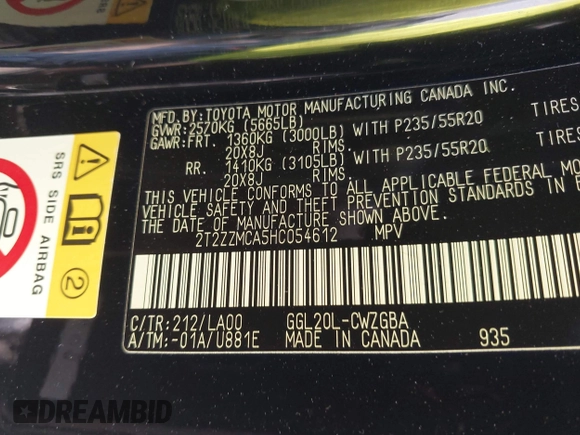 MFD.BY:TOYOTA MOTOR MANUFACTURING CANADA INC.
GVWR:2570KG (5665LB)
GAWR:FRT. 1360KG (3000LB) WITH P235/55R20 TIRES
20X8J RIMS.
RR. 1410KG (3105LB) WITH P235/55R20 TIRES
20X8J RIMS.
THIS VEHICLE CONFORMS TO ALL APPLICABLE FEDERAL MO
VEHICLE SAFETY AND THEFT PREVENTION STANDARDS IN
THE DATE OF MANUFACTURE SHOWN ABOVE.
2T2ZZMCA5HC054612 MPV
C/TR:212/LA00 GGL20L-CWZGBA
A/TM:-01A/U881E MADE IN CANADA 935
SRS SIDE AIRBAG
2
DREAMBID